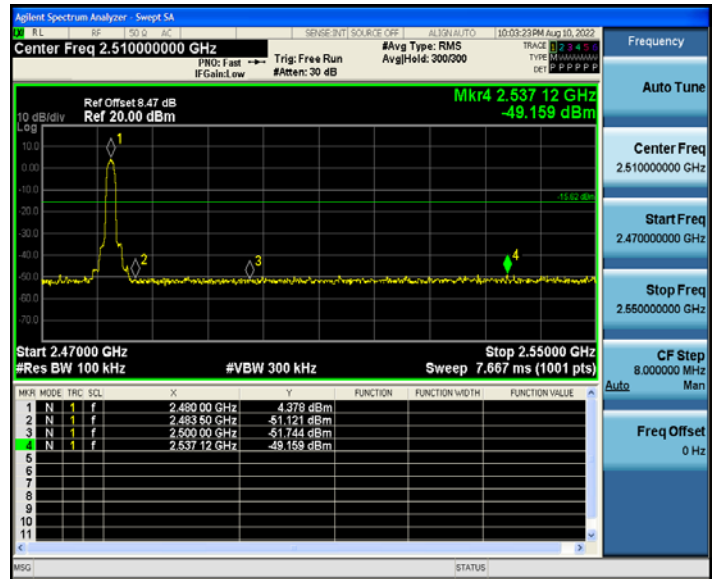 Agilent Spectrum Analyzer - Swept SA
RL RF 50 Ω AC SENSE:INT SOURCE OFF ALIGN AUTO 10:03:23 PM Aug 10, 2022
Center Freq 2.510000000 GHz
PNO: Fast
IFGain:Low
Trig: Free Run
#Atten: 30 dB
#Avg Type: RMS
Avg|Hold: 300/300
TRACE 1 2 3 4 5 6
TYPE MWWWWW
DET P P P P P P
Ref Offset 8.47 dB
10 dB/div Ref 20.00 dBm
Log
Mkr4 2.537 12 GHz
-49.159 dBm
10.0
0.00
-10.0
-20.0
-30.0
-40.0
-50.0
-60.0
-70.0
1
2
3
4
-15.62 dBm
Start 2.47000 GHz Stop 2.55000 GHz
#Res BW 100 kHz #VBW 300 kHz Sweep 7.667 ms (1001 pts)
MKR MODE TRC SCL X Y FUNCTION FUNCTION WIDTH FUNCTION VALUE
1 N 1 f 2.480 00 GHz 4.378 dBm
2 N 1 f 2.483 50 GHz -51.121 dBm
3 N 1 f 2.500 00 GHz -51.744 dBm
4 N 1 f 2.537 12 GHz -49.159 dBm
5
6
7
8
9
10
11
MSG STATUS
Frequency
Auto Tune
Center Freq
2.510000000 GHz
Start Freq
2.470000000 GHz
Stop Freq
2.550000000 GHz
CF Step
8.000000 MHz
Auto Man
Freq Offset
0 Hz